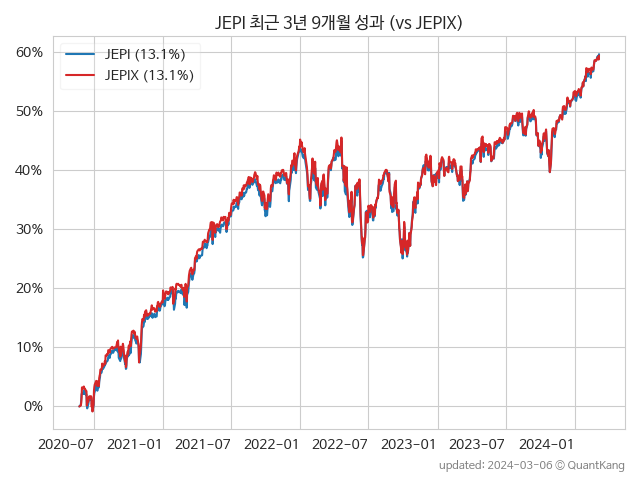 JEPI 최근 3년 9개월 성과 (vs JEPIX)
JEPI (13.1%)
JEPIX (13.1%)
60%
50%
40%
30%
20%
10%
0%
2020-07 2021-01 2021-07 2022-01 2022-07 2023-01 2023-07 2024-01
updated: 2024-03-06 © QuantKang